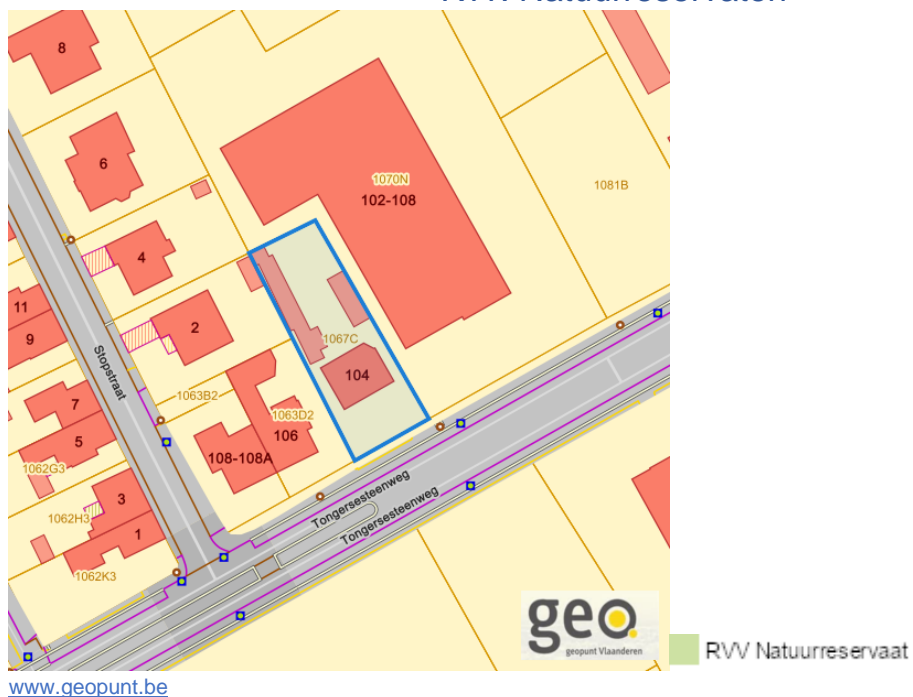 RVV Natuurreservaten
8
6
1070N
102-108
1081B
4
11
9
Stopstraat
2
1067C
104
1063B2
1063D2
7
5
106
108-108A
1062G3
3
1062H3
1
1062K3
Tongersesteenweg
Tongersesteenweg
geo
geopunt Vlaanderen
RVV Natuurreservaat
www.geopunt.be